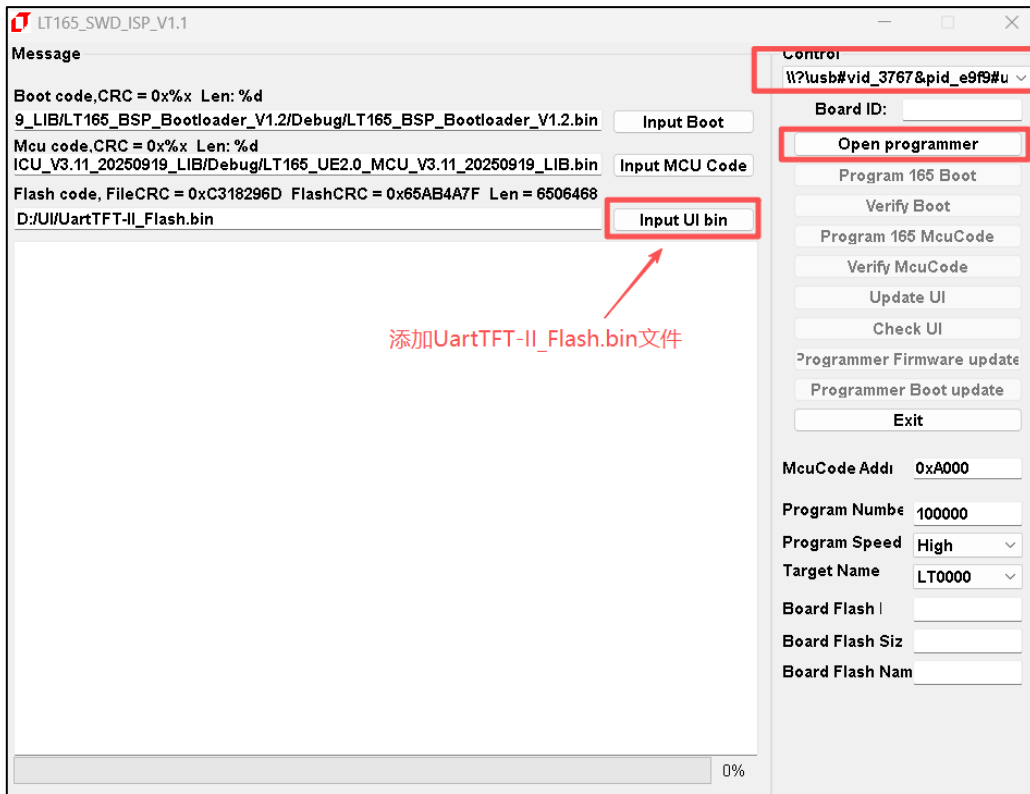 LT165_SWD_ISP_V1.1
Message
Boot code,CRC = 0x%x Len: %d
9_LIB/LT165_BSP_Bootloader_V1.2/Debug/LT165_BSP_Bootloader_V1.2.bin
Input Boot
Mcu code,CRC = 0x%x Len: %d
ICU_V3.11_20250919_LIB/Debug/LT165_UE2.0_MCU_V3.11_20250919_LIB.bin
Input MCU Code
Flash code, FileCRC = 0xC318296D FlashCRC = 0x65AB4A7F Len = 6506468
D:/UI/UartTFT-II_Flash.bin
Input UI bin
添加UartTFT-II_Flash.bin文件
0%
Control
\\?\usb#vid_3767&pid_e9f9#u
Board ID:
Open programmer
Program 165 Boot
Verify Boot
Program 165 McuCode
Verify McuCode
Update UI
Check UI
Programmer Firmware update
Programmer Boot update
Exit
McuCode Addr
0xA000
Program Numbe
100000
Program Speed
High
Target Name
LT0000
Board Flash I
Board Flash Siz
Board Flash Nam